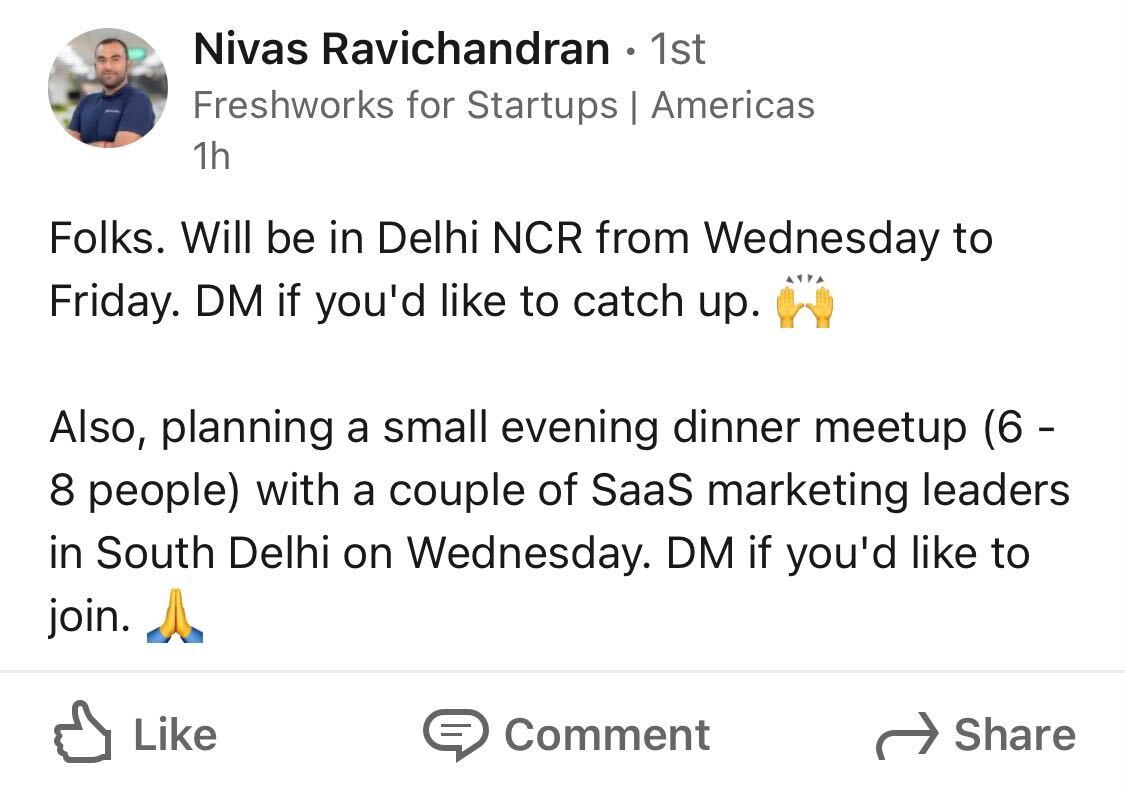 Nivas Ravichandran · 1st
Freshworks for Startups | Americas
1h
Folks. Will be in Delhi NCR from Wednesday to
Friday. DM if you'd like to catch up. 🙌
Also, planning a small evening dinner meetup (6 -
8 people) with a couple of SaaS marketing leaders
in South Delhi on Wednesday. DM if you'd like to
join. 🙏
Like Comment Share